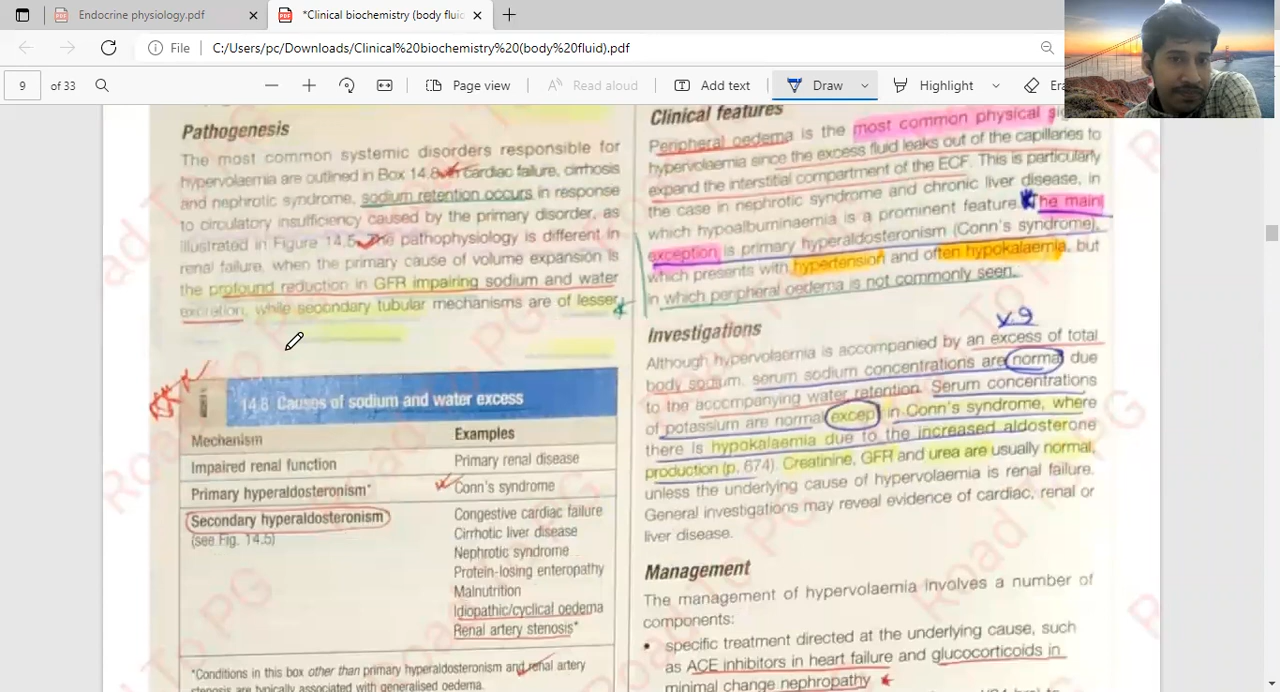 Endocrine physiology.pdf
*Clinical biochemistry (body fluid
File
C:/Users/pc/Downloads/Clinical%20biochemistry%20(body%20fluid).pdf
9 of 33
Page view
Read aloud
Add text
Draw
Highlight
Era
Pathogenesis
The most common systemic disorders responsible for
hypervolaemia are outlined in Box 14.8. In cardiac failure, cirrhosis
and nephrotic syndrome, sodium retention occurs in response
to circulatory insufficiency caused by the primary disorder, as
illustrated in Figure 14.5. The pathophysiology is different in
renal failure, when the primary cause of volume expansion is
the profound reduction in GFR impairing sodium and water
excretion, while secondary tubular mechanisms are of lesser
14.8 Causes of sodium and water excess
Mechanism Examples
Impaired renal function Primary renal disease
Primary hyperaldosteronism* Conn's syndrome
Secondary hyperaldosteronism Congestive cardiac failure
(see Fig. 14.5) Cirrhotic liver disease
Nephrotic syndrome
Protein-losing enteropathy
Malnutrition
Idiopathic/cyclical oedema
Renal artery stenosis*
*Conditions in this box other than primary hyperaldosteronism and renal artery
stenosis are typically associated with generalised oedema.
Clinical features
Peripheral oedema is the most common physical
hypervolaemia since the excess fluid leaks out of the capillaries to
expand the interstitial compartment of the ECF. This is particularly
the case in nephrotic syndrome and chronic liver disease, in
which hypoalbuminaemia is a prominent feature. The main
exception is primary hyperaldosteronism (Conn's syndrome),
which presents with hypertension and often hypokalaemia, but
in which peripheral oedema is not commonly seen.
Investigations
Although hypervolaemia is accompanied by an excess of total
body sodium, serum sodium concentrations are normal due
to the accompanying water retention. Serum concentrations
of potassium are normal except in Conn's syndrome, where
there is hypokalaemia due to the increased aldosterone
production (p. 674). Creatinine, GFR and urea are usually normal,
unless the underlying cause of hypervolaemia is renal failure.
General investigations may reveal evidence of cardiac, renal or
liver disease.
Management
The management of hypervolaemia involves a number of
components:
• specific treatment directed at the underlying cause, such
as ACE inhibitors in heart failure and glucocorticoids in
minimal change nephropathy
Road To PG